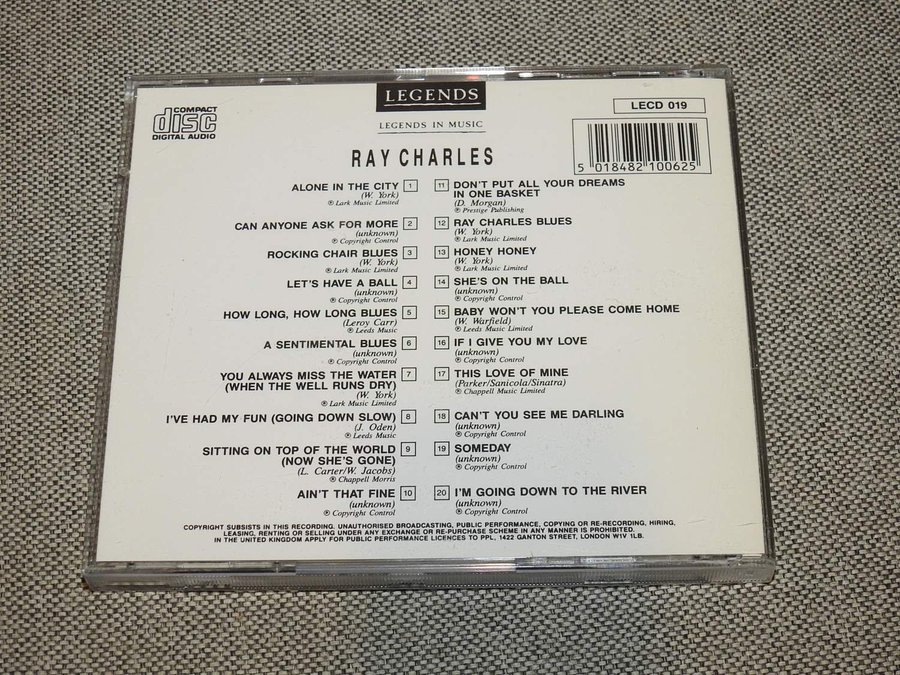 LEGENDS
LEGENDS IN MUSIC
COMPACT
disc
DIGITAL AUDIO
LECD 019
5 018482 100625
RAY CHARLES
ALONE IN THE CITY 1
(W. York)
℗ Lark Music Limited
CAN ANYONE ASK FOR MORE 2
(unknown)
℗ Copyright Control
ROCKING CHAIR BLUES 3
(W. York)
℗ Lark Music Limited
LET'S HAVE A BALL 4
(unknown)
℗ Copyright Control
HOW LONG, HOW LONG BLUES 5
(Leroy Carr)
℗ Leeds Music
A SENTIMENTAL BLUES 6
(unknown)
℗ Copyright Control
YOU ALWAYS MISS THE WATER 7
(WHEN THE WELL RUNS DRY)
(W. York)
℗ Lark Music Limited
I'VE HAD MY FUN (GOING DOWN SLOW) 8
(J. Oden)
℗ Leeds Music
SITTING ON TOP OF THE WORLD 9
(NOW SHE'S GONE)
(L. Carter/W. Jacobs)
℗ Chappell Morris
AIN'T THAT FINE 10
(unknown)
℗ Copyright Control
11 DON'T PUT ALL YOUR DREAMS
IN ONE BASKET
(D. Morgan)
℗ Prestige Publishing
12 RAY CHARLES BLUES
(W. York)
℗ Lark Music Limited
13 HONEY HONEY
(W. York)
℗ Lark Music Limited
14 SHE'S ON THE BALL
(unknown)
℗ Copyright Control
15 BABY WON'T YOU PLEASE COME HOME
(W. Warfield)
℗ Leeds Music Limited
16 IF I GIVE YOU MY LOVE
(unknown)
℗ Copyright Control
17 THIS LOVE OF MINE
(Parker/Sanicola/Sinatra)
℗ Chappell Music Limited
18 CAN'T YOU SEE ME DARLING
(unknown)
℗ Copyright Control
19 SOMEDAY
(unknown)
℗ Copyright Control
20 I'M GOING DOWN TO THE RIVER
(unknown)
℗ Copyright Control
COPYRIGHT SUBSISTS IN THIS RECORDING. UNAUTHORISED BROADCASTING, PUBLIC PERFORMANCE, COPYING OR RE-RECORDING, HIRING,
LEASING, RENTING OR SELLING UNDER ANY EXCHANGE OR RE-PURCHASE SCHEME IN ANY MANNER IS PROHIBITED.
IN THE UNITED KINGDOM APPLY FOR PUBLIC PERFORMANCE LICENCES TO PPL, 1422 GANTON STREET, LONDON W1V 1LB.